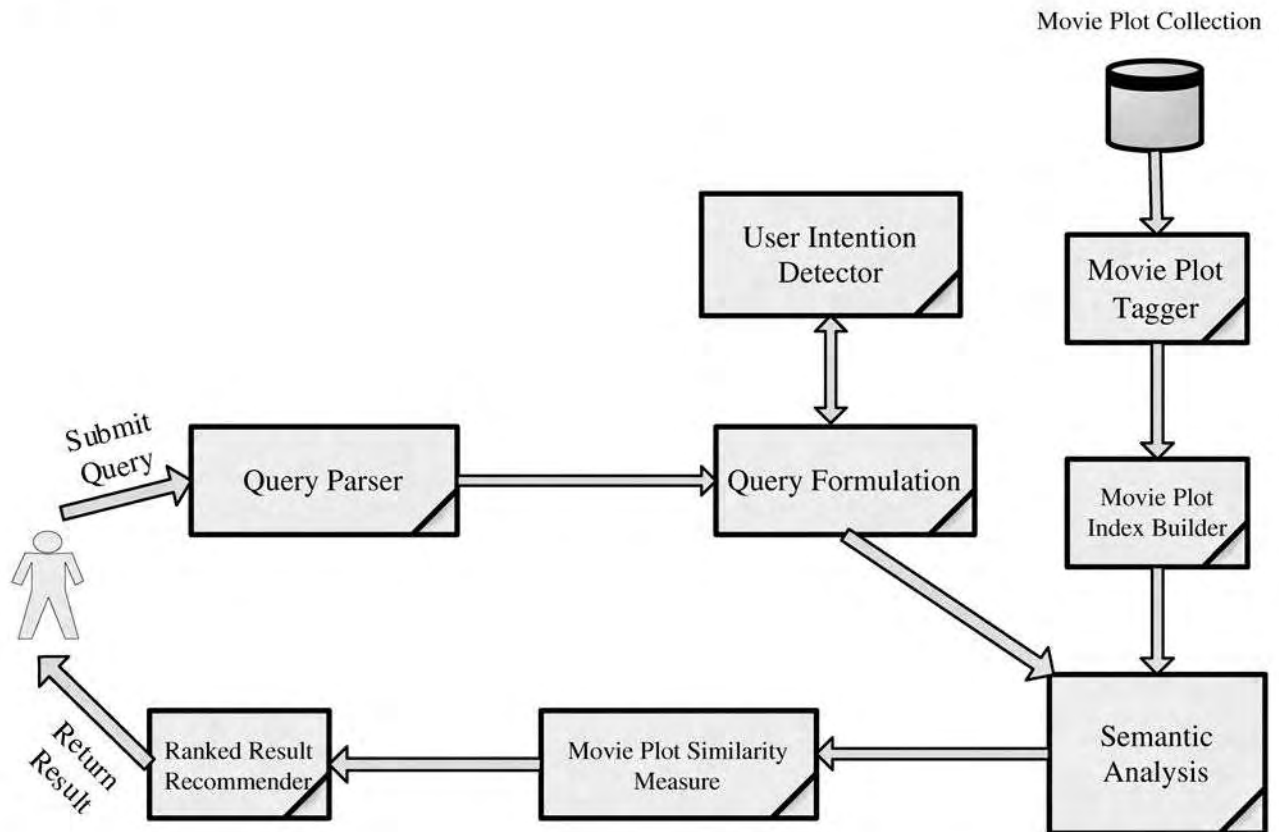 Movie Plot Collection
User Intention
Detector
Movie Plot
Tagger
Submit
Query
Query Parser
Query Formulation
Movie Plot
Index Builder
Return
Result
Ranked Result
Recommender
Movie Plot Similarity
Measure
Semantic
Analysis